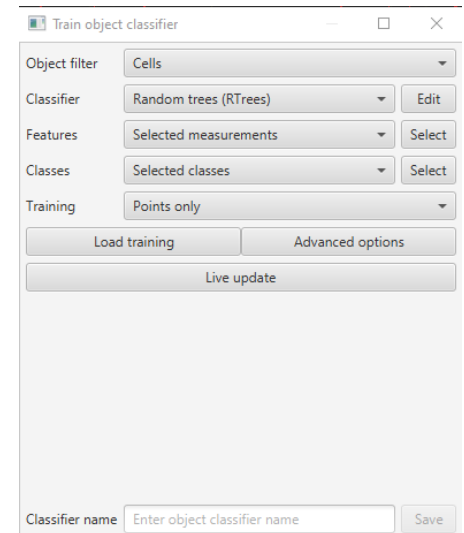 Train object classifier
Object filter Cells
Classifier Random trees (RTrees) Edit
Features Selected measurements Select
Classes Selected classes Select
Training Points only
Load training Advanced options
Live update
Classifier name Enter object classifier name Save